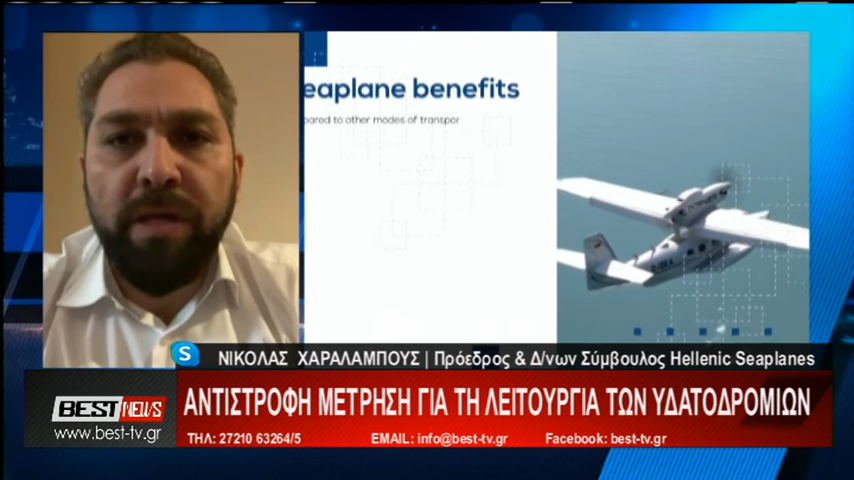 eaplane benefits
pared to other modes of transpor
ΝΙΚΟΛΑΣ ΧΑΡΑΛΑΜΠΟΥΣ | Πρόεδρος & Δ/νων Σύμβουλος Hellenic Seaplanes
BEST NEWS
www.best-tv.gr
ΑΝΤΙΣΤΡΟΦΗ ΜΕΤΡΗΣΗ ΓΙΑ ΤΗ ΛΕΙΤΟΥΡΓΙΑ ΤΩΝ ΥΔΑΤΟΔΡΟΜΙΩΝ
ΤΗΛ: 27210 63264/5 EMAIL: info@best-tv.gr Facebook: best-tv.gr